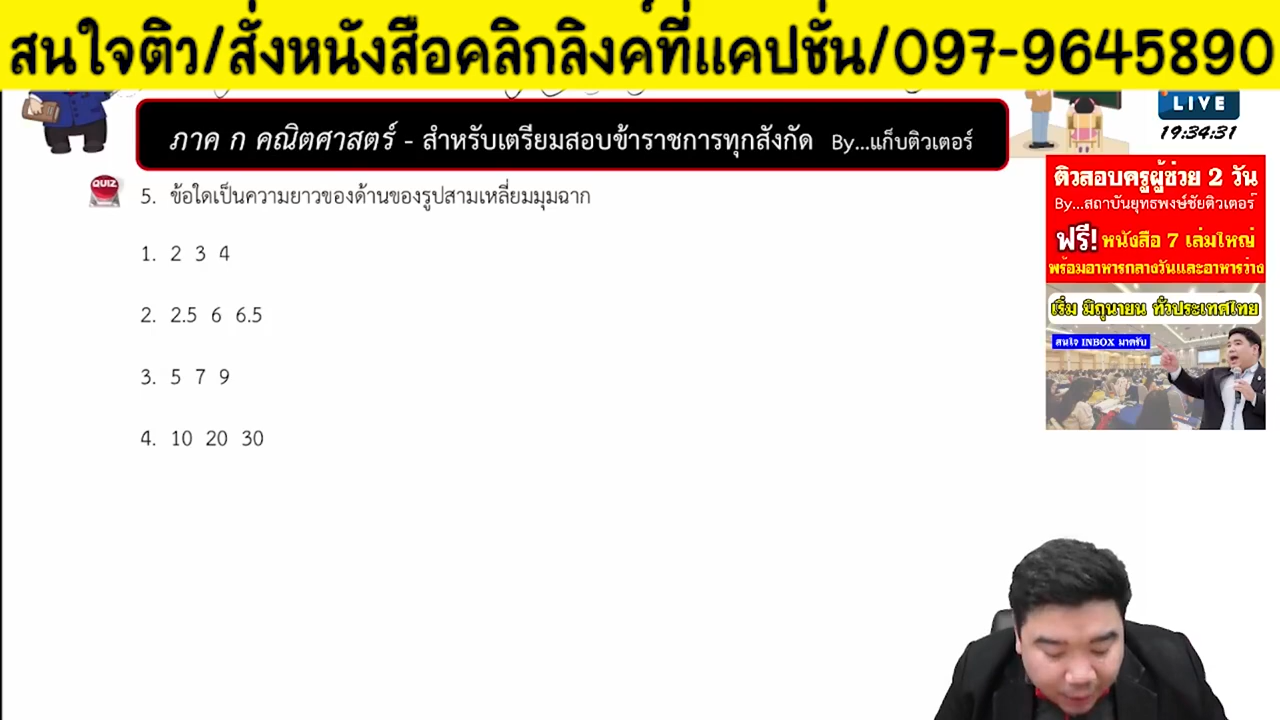 สนใจติว/สั่งหนังสือคลิกลิงค์ที่แคปชั่น/097-9645890
LIVE
19:34:31
ภาค ก คณิตศาสตร์ - สำหรับเตรียมสอบข้าราชการทุกสังกัด By...แก็บติวเตอร์
QUIZ
5. ข้อใดเป็นความยาวของด้านของรูปสามเหลี่ยมมุมฉาก
1. 2 3 4
2. 2.5 6 6.5
3. 5 7 9
4. 10 20 30
ติวสอบครูผู้ช่วย 2 วัน
By...สถาบันยุทธพงษ์ชัยติวเตอร์
ฟรี! หนังสือ 7 เล่มใหญ่
พร้อมอาหารกลางวันและอาหารว่าง
เริ่ม มิถุนายน ทั่วประเทศไทย
สนใจ INBOX มาครับ